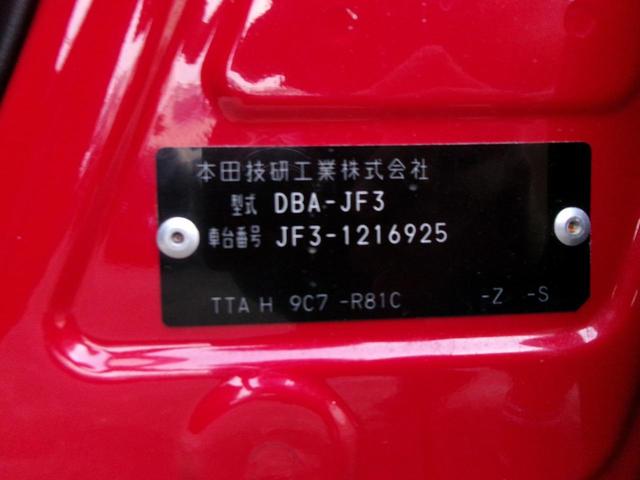 本田技研工業株式会社
型式 DBA-JF3
車台番号 JF3-1216925
TTA H 9C7 -R81C -Z -S